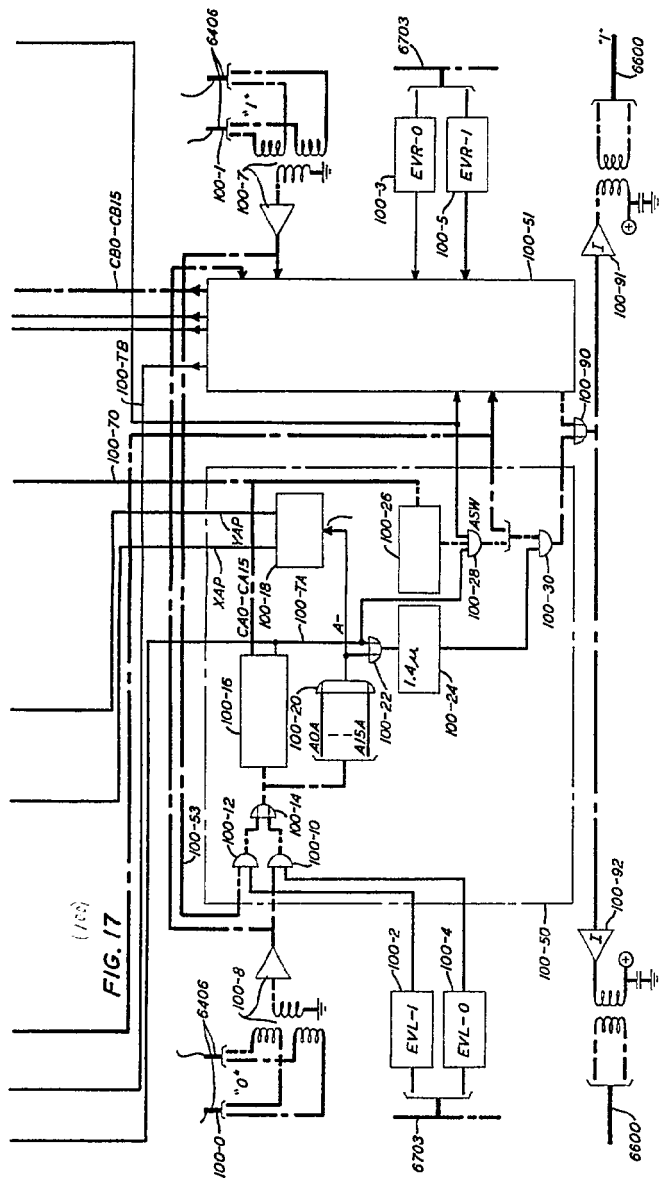 FIG. 17
(100)
6406
"0"
100-0
100-8
6703
EVL-1
EVL-0
100-2
100-4
100-50
6600
I
100-92
100-53
100-12
100-14
100-10
100-16
100-20
A0A
A15A
100-22
100-24
1.4μ
XAP
YAP
CA0-CA15
100-18
100-TA
A-
100-26
100-28
ASW
100-30
100-70
100-TB
CB0-CB15
100-90
100-51
100-91
I
6406
"1"
100-1
100-7
6703
EVR-0
EVR-1
100-3
100-5
"1"
6600